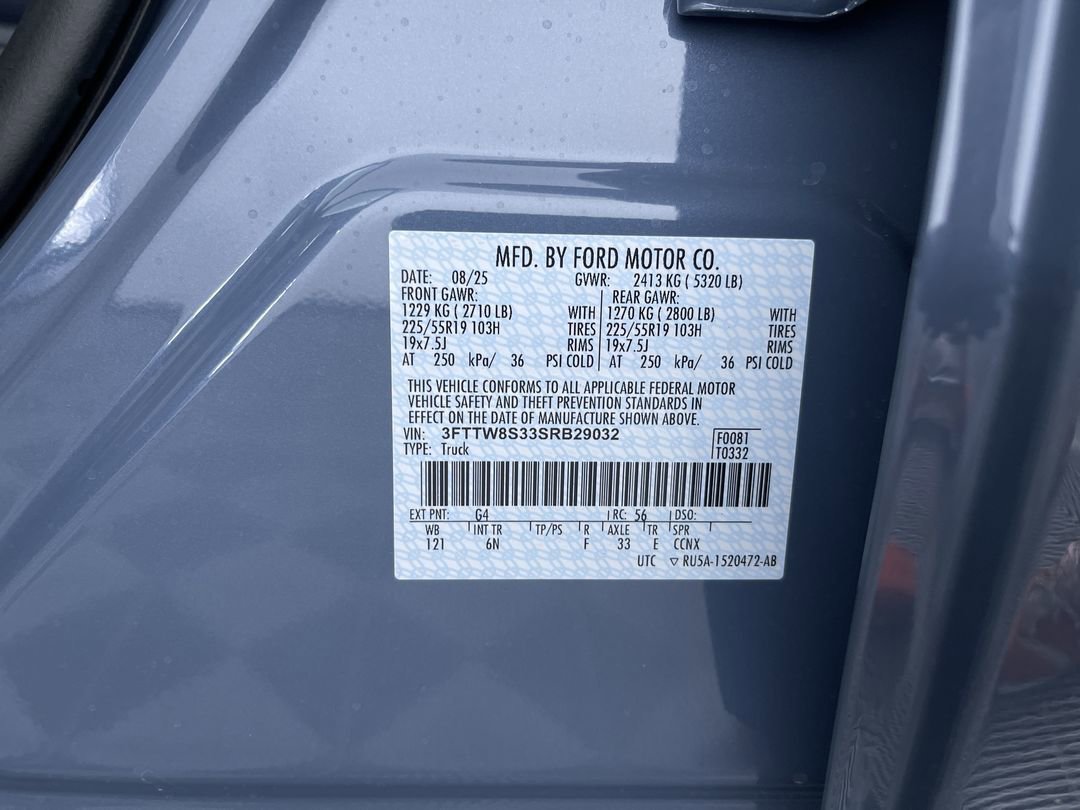 MFD. BY FORD MOTOR CO.
DATE: 08/25 GVWR: 2413 KG ( 5320 LB)
FRONT GAWR: REAR GAWR:
1229 KG ( 2710 LB) WITH 1270 KG ( 2800 LB) WITH
225/55R19 103H TIRES 225/55R19 103H TIRES
19x7.5J RIMS 19x7.5J RIMS
AT 250 kPa/ 36 PSI COLD AT 250 kPa/ 36 PSI COLD
THIS VEHICLE CONFORMS TO ALL APPLICABLE FEDERAL MOTOR
VEHICLE SAFETY AND THEFT PREVENTION STANDARDS IN
EFFECT ON THE DATE OF MANUFACTURE SHOWN ABOVE.
VIN: 3FTTW8S33SRB29032 F0081
TYPE: Truck T0332
EXT PNT: G4 RC: 56 DSO:
WB INT TR TP/PS R AXLE TR SPR
121 6N F 33 E CCNX
UTC ▽ RU5A-1520472-AB